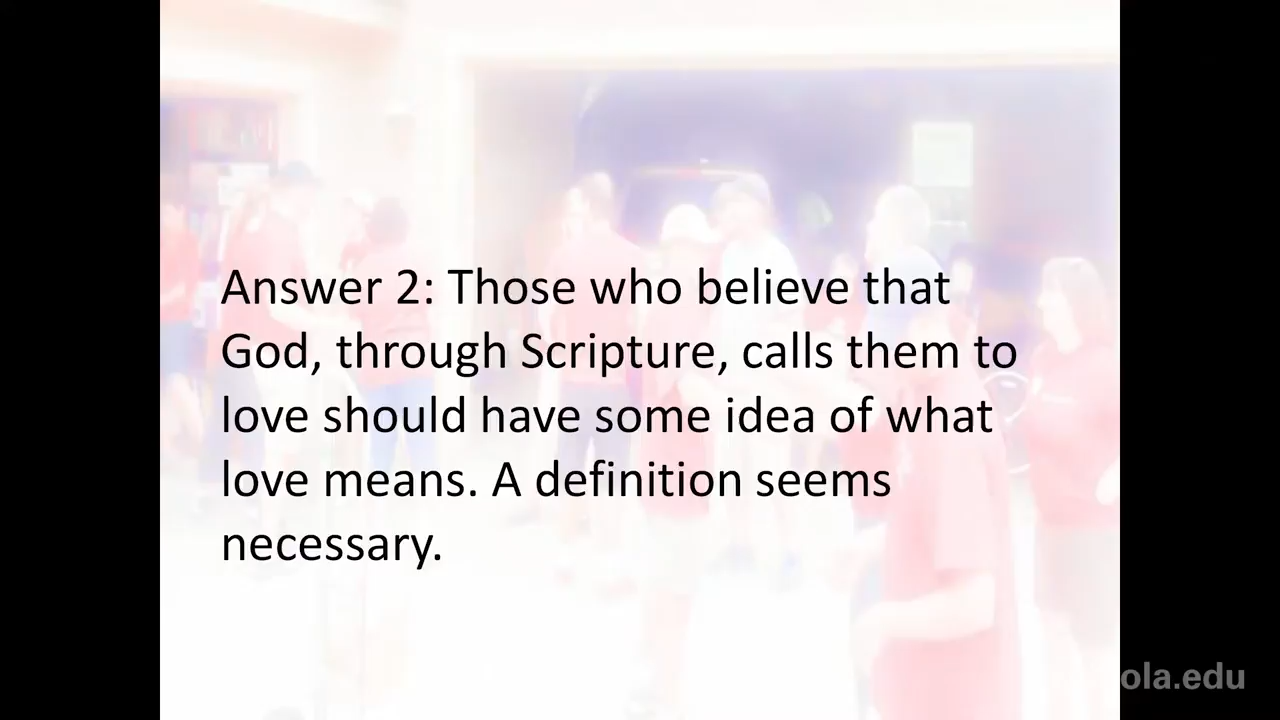 Answer 2: Those who believe that
God, through Scripture, calls them to
love should have some idea of what
love means. A definition seems
necessary.
ola.edu